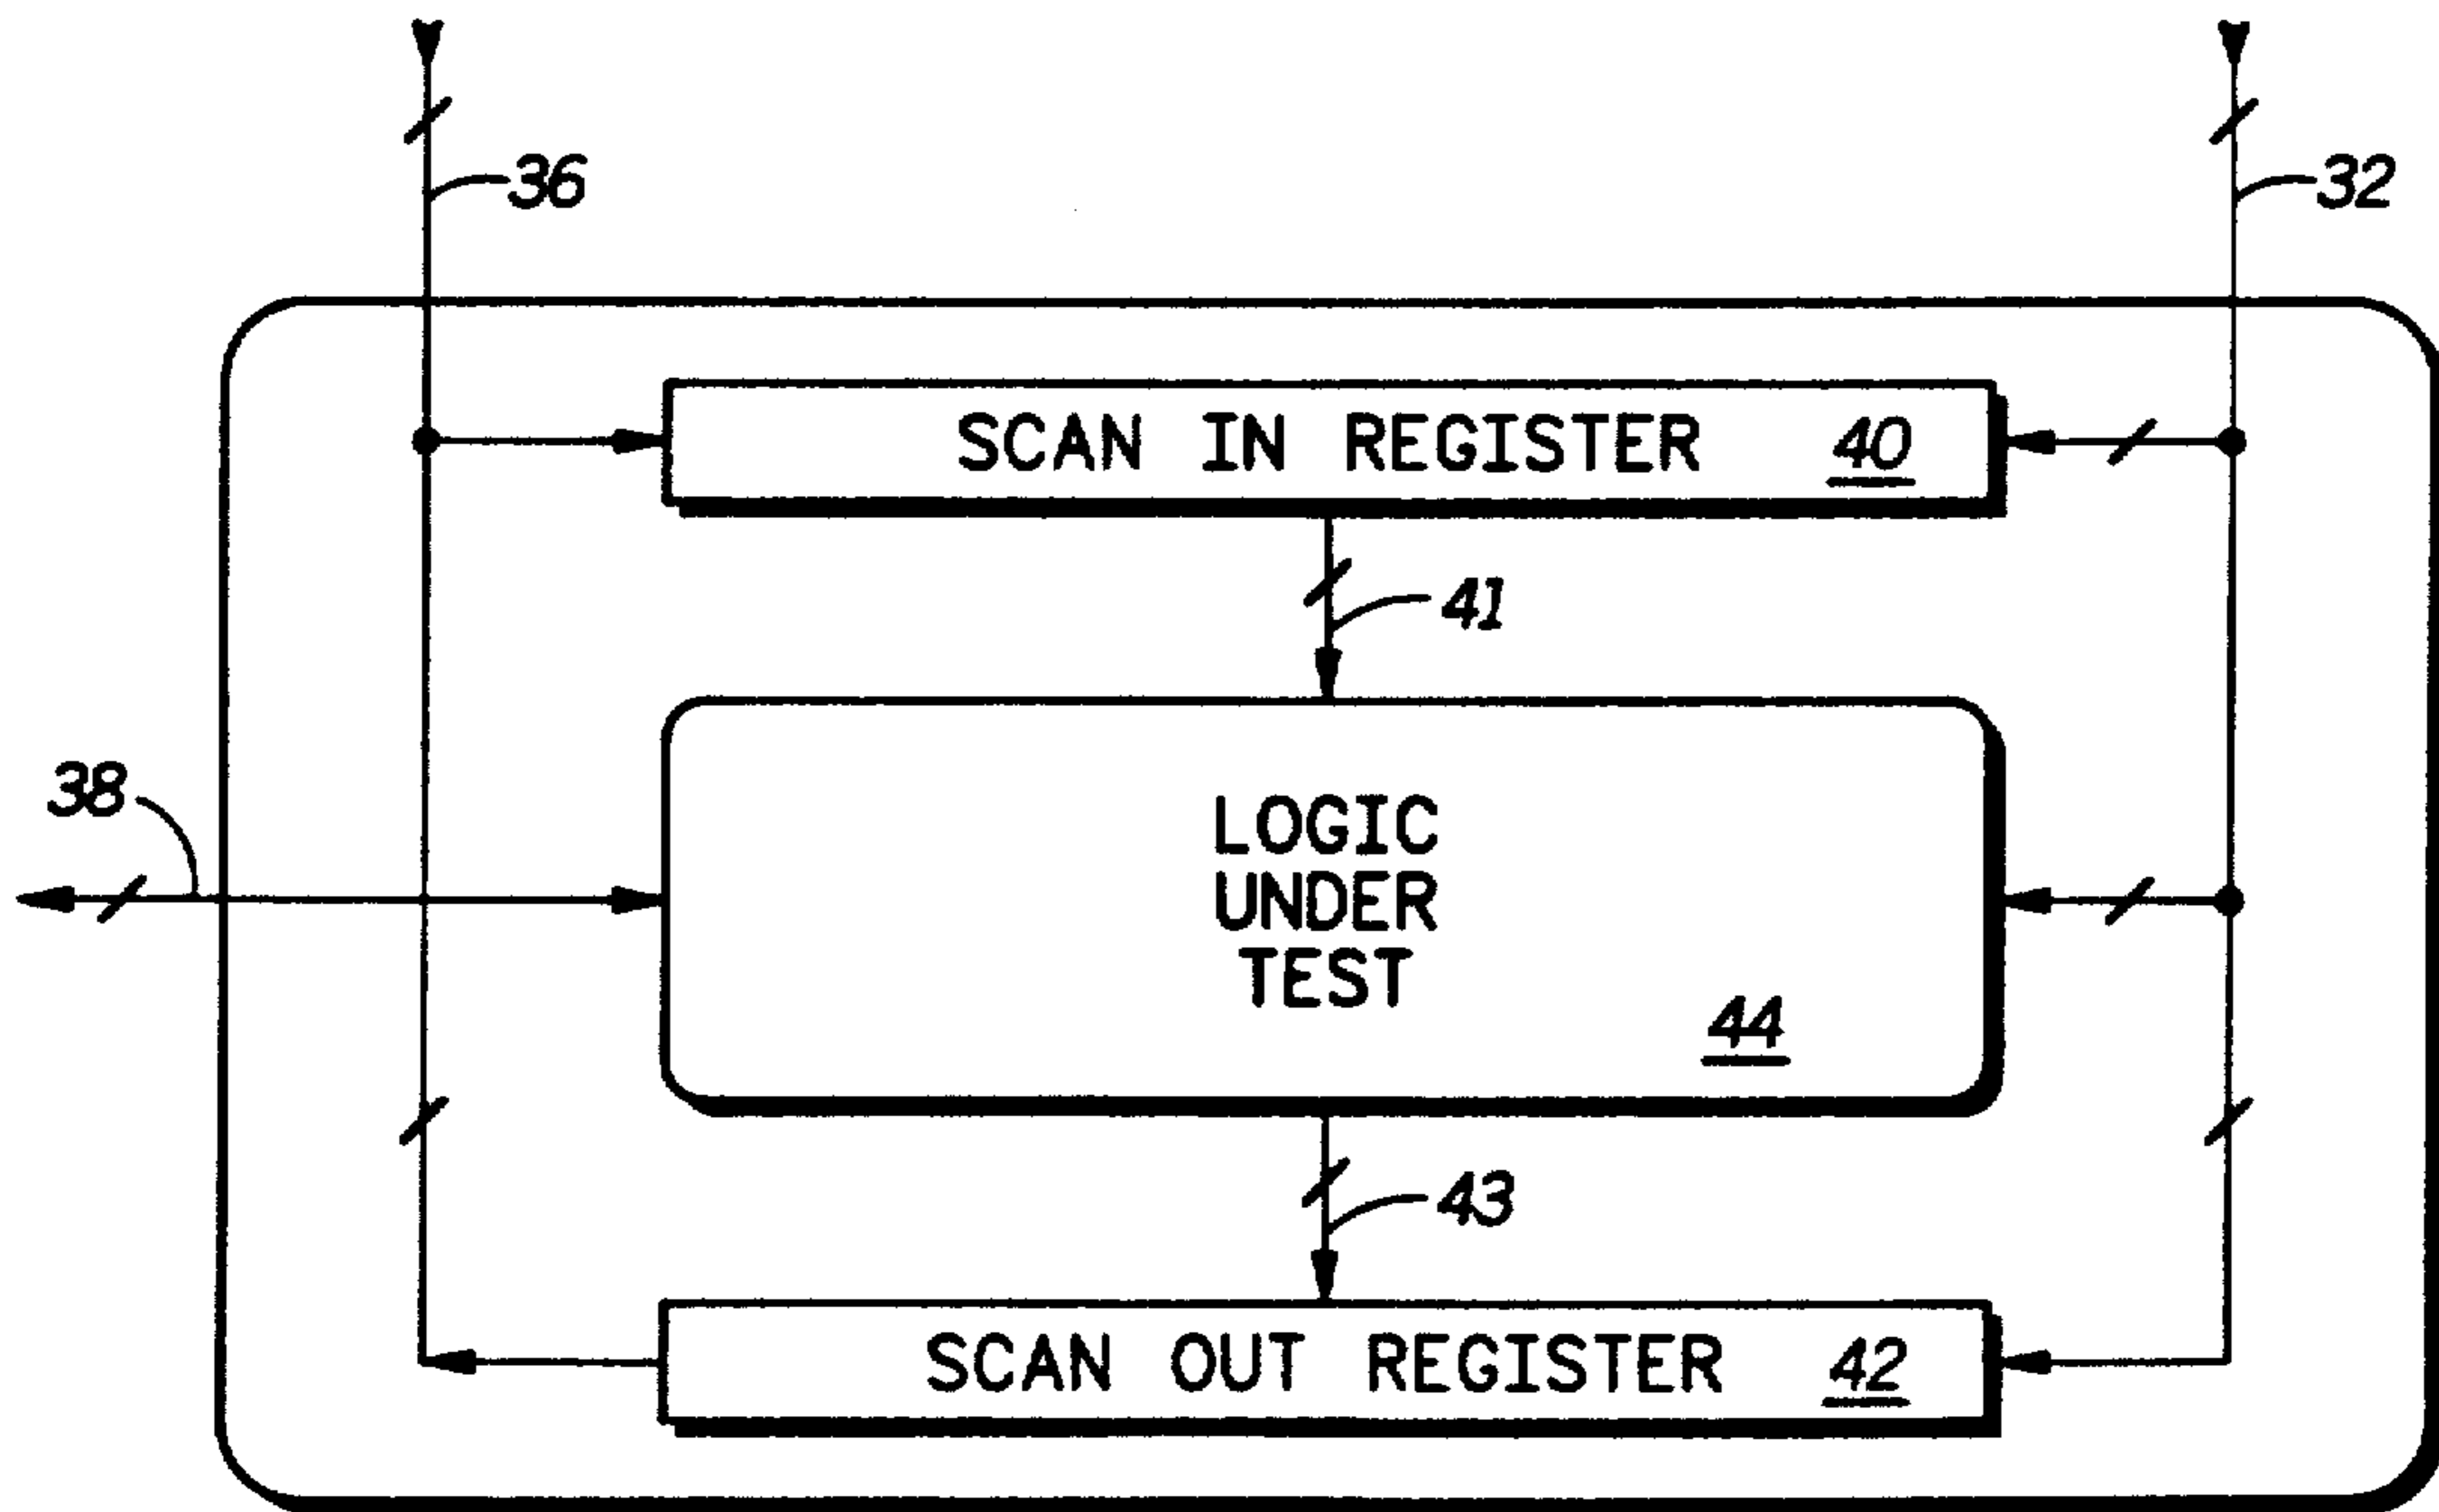 36
32
SCAN IN REGISTER 40
41
38
LOGIC
UNDER
TEST
44
43
SCAN OUT REGISTER 42